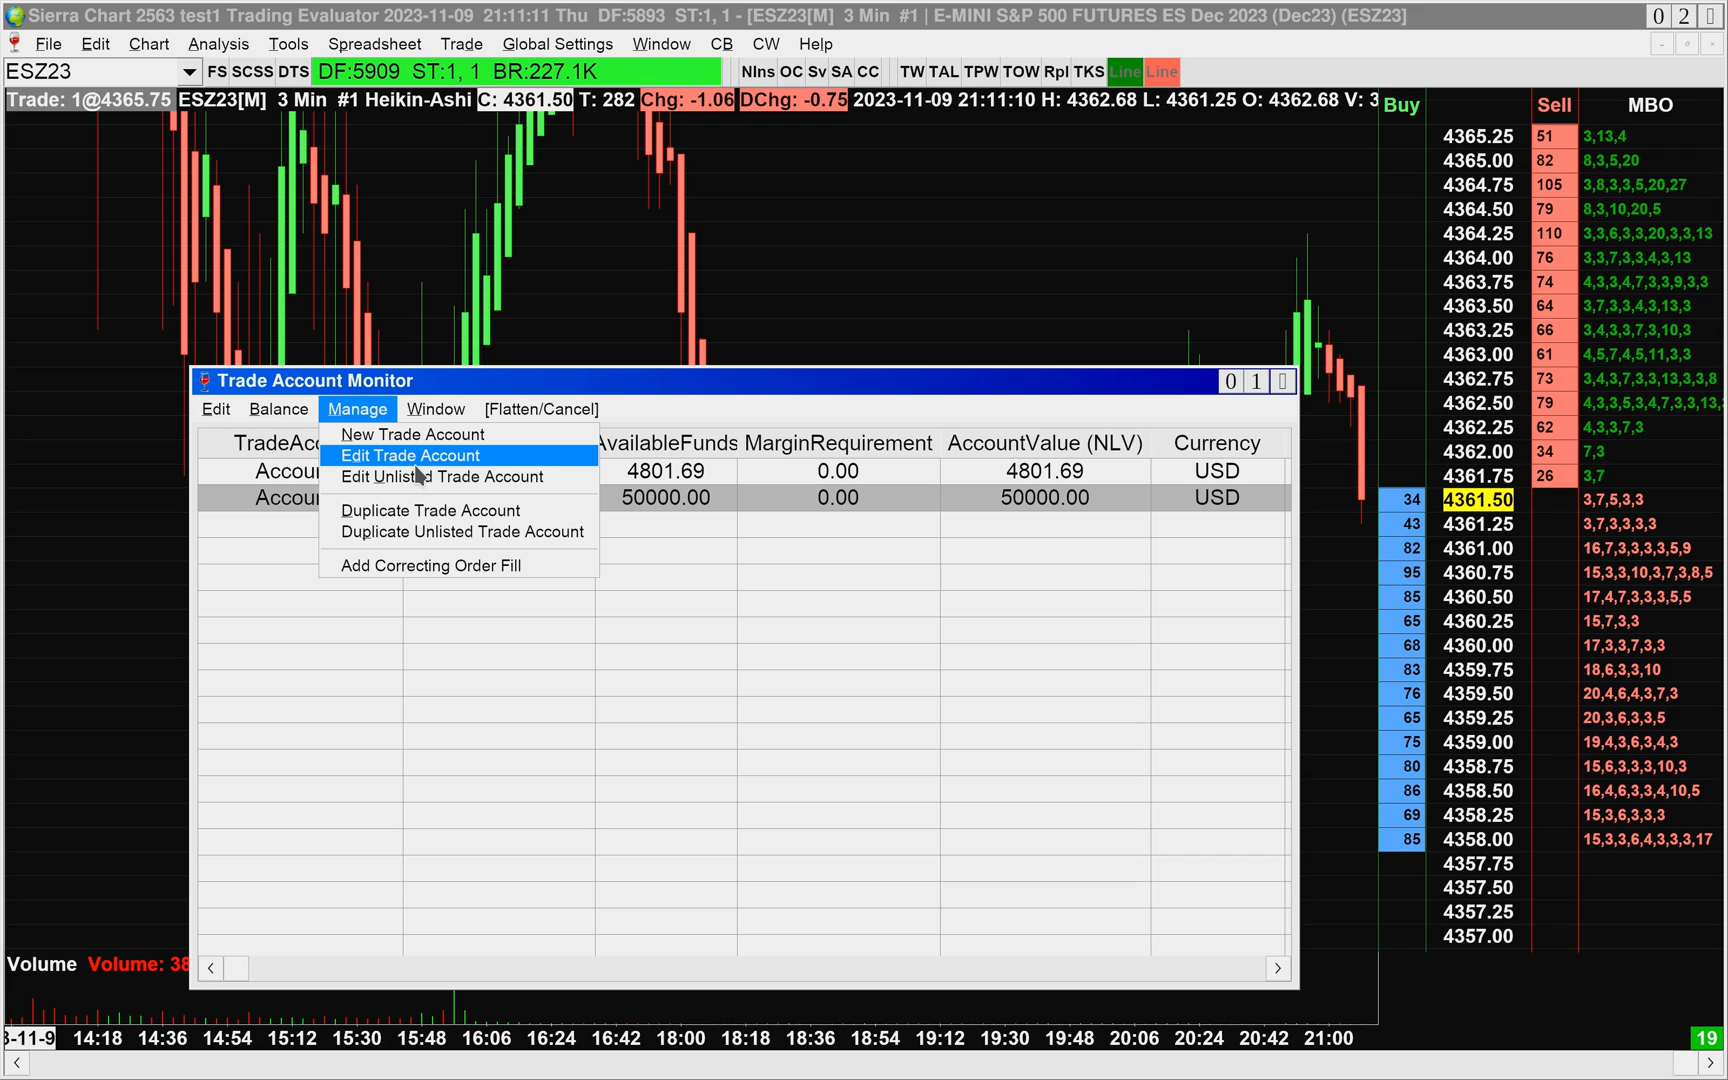 Sierra Chart 2563 test1 Trading Evaluator 2023-11-09 21:11:11 Thu DF:5893 ST:1, 1 - [ESZ23[M] 3 Min #1 | E-MINI S&P 500 FUTURES ES Dec 2023 (Dec23) (ESZ23]
0 2
File Edit Chart Analysis Tools Spreadsheet Trade Global Settings Window CB CW Help
ESZ23 FS SCSS DTS DF:5909 ST:1, 1 BR:227.1K NIns OC Sv SA CC TW TAL TPW TOW Rpl TKS Line Line
Trade: 1@4365.75 ESZ23[M] 3 Min #1 Heikin-Ashi C: 4361.50 T: 282 Chg: -1.06 DChg: -0.75 2023-11-09 21:11:10 H: 4362.68 L: 4361.25 O: 4362.68 V: 3
Buy Sell MBO
4365.25 51 3,13,4
4365.00 82 8,3,5,20
4364.75 105 3,8,3,3,5,20,27
4364.50 79 8,3,10,20,5
4364.25 110 3,3,6,3,3,20,3,3,13
4364.00 76 3,3,7,3,3,4,3,13
4363.75 74 4,3,3,4,7,3,3,9,3,3
4363.50 64 3,7,3,3,4,3,13,3
4363.25 66 3,4,3,3,7,3,10,3
4363.00 61 4,5,7,4,5,11,3,3
4362.75 73 3,4,3,7,3,3,13,3,3,8
4362.50 79 4,3,3,5,3,4,7,3,3,13,
4362.25 62 4,3,3,7,3
4362.00 34 7,3
4361.75 26 3,7
34 4361.50 3,7,5,3,3
43 4361.25 3,7,3,3,3,3
82 4361.00 16,7,3,3,3,3,5,9
95 4360.75 15,3,3,10,3,7,3,8,5
85 4360.50 17,4,7,3,3,3,5,5
65 4360.25 15,7,3,3
68 4360.00 17,3,3,7,3,3
83 4359.75 18,6,3,3,10
76 4359.50 20,4,6,4,3,7,3
65 4359.25 20,3,6,3,3,5
75 4359.00 19,4,3,6,3,4,3
80 4358.75 15,6,3,3,3,10,3
86 4358.50 16,4,6,3,3,4,10,5
69 4358.25 15,3,6,3,3,3
85 4358.00 15,3,3,6,4,3,3,3,17
4357.75
4357.50
4357.25
4357.00
Trade Account Monitor 0 1
Edit Balance Manage Window [Flatten/Cancel]
New Trade Account
Edit Trade Account
Edit Unlisted Trade Account
Duplicate Trade Account
Duplicate Unlisted Trade Account
Add Correcting Order Fill
TradeAcc AvailableFunds MarginRequirement AccountValue (NLV) Currency
Accou 4801.69 0.00 4801.69 USD
Accou 50000.00 0.00 50000.00 USD
Volume Volume: 38
3-11-9 14:18 14:36 14:54 15:12 15:30 15:48 16:06 16:24 16:42 18:00 18:18 18:36 18:54 19:12 19:30 19:48 20:06 20:24 20:42 21:00 19